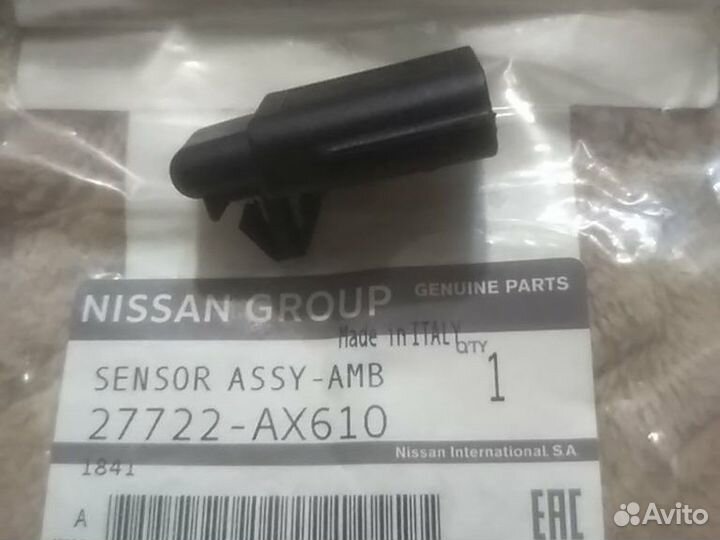 NISSAN GROUP GENUINE PARTS
Made in ITALY
QTY
SENSOR ASSY-AMB 1
27722-AX610
Nissan International S.A
1841
A
EAC
Avito